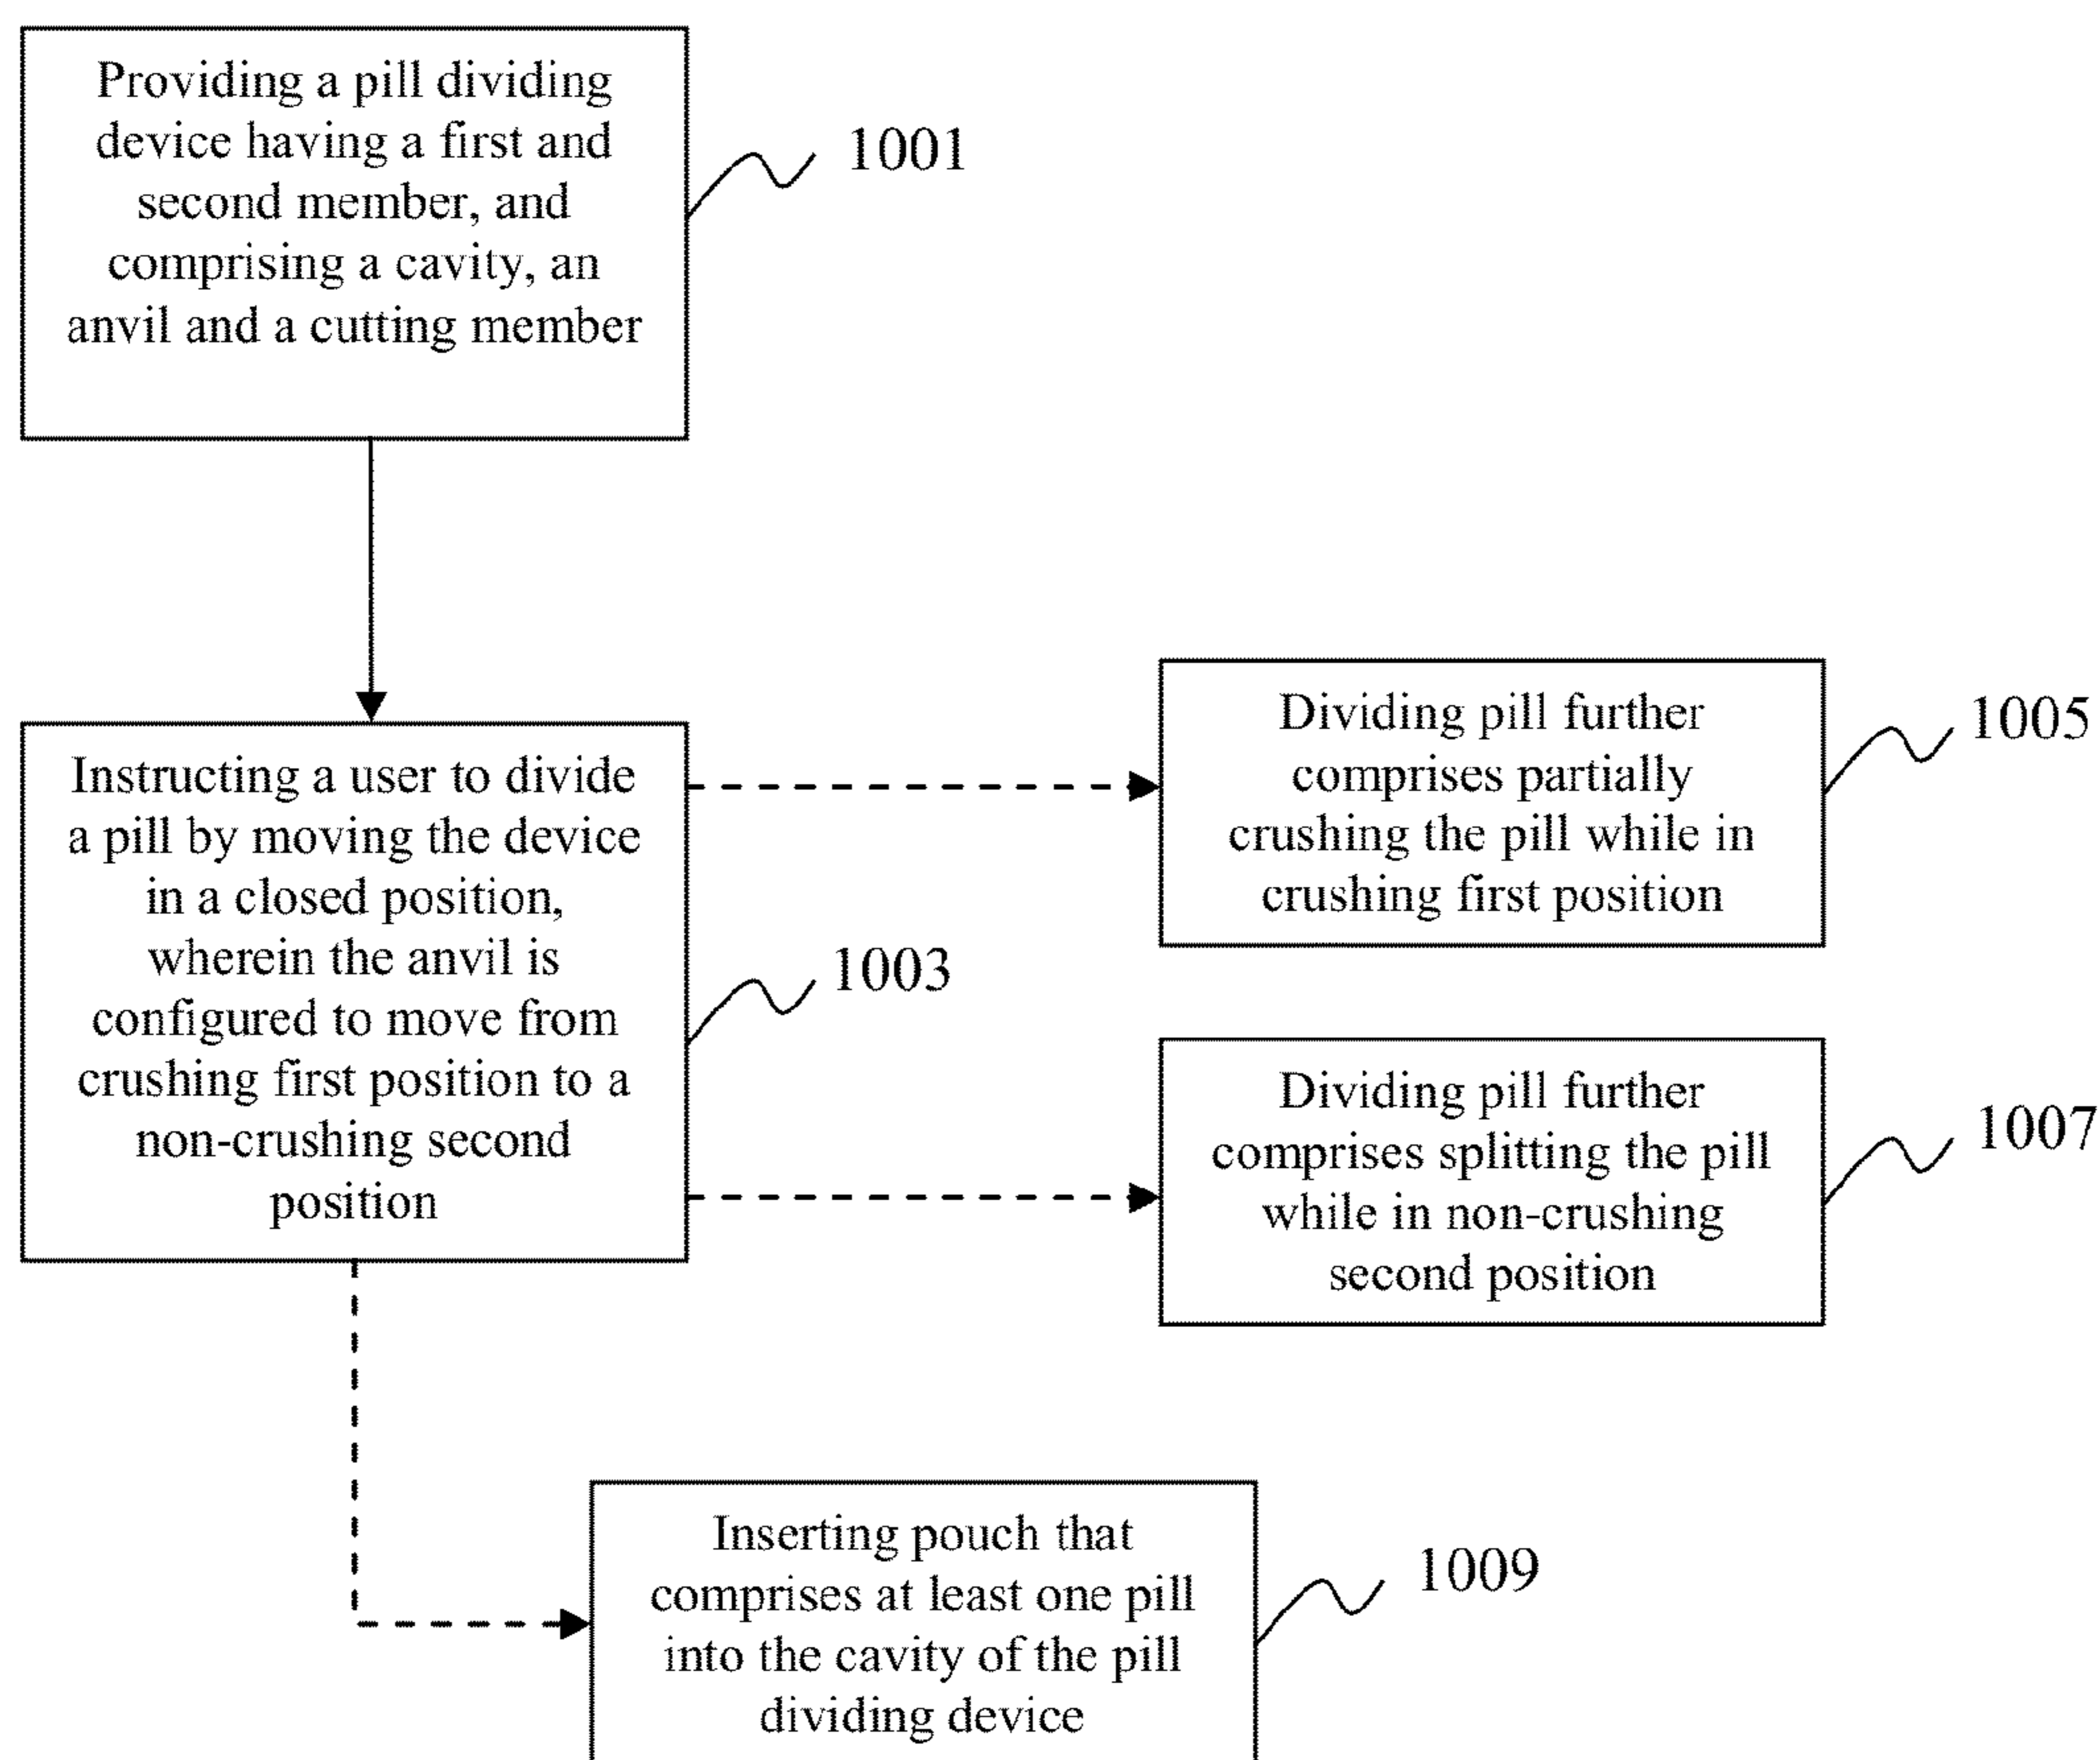 Providing a pill dividing
device having a first and
second member, and
comprising a cavity, an
anvil and a cutting member
1001
Instructing a user to divide
a pill by moving the device
in a closed position,
wherein the anvil is
configured to move from
crushing first position to a
non-crushing second
position
1003
Dividing pill further
comprises partially
crushing the pill while in
crushing first position
1005
Dividing pill further
comprises splitting the pill
while in non-crushing
second position
1007
Inserting pouch that
comprises at least one pill
into the cavity of the pill
dividing device
1009